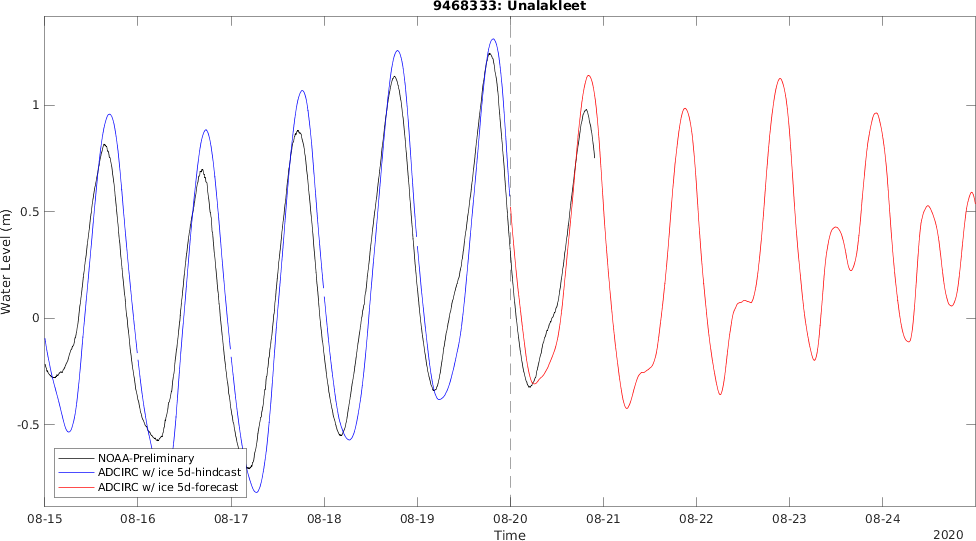 9468333: Unalakleet
Water Level (m)
1
0.5
0
-0.5
NOAA-Preliminary
ADCIRC w/ ice 5d-hindcast
ADCIRC w/ ice 5d-forecast
08-15 08-16 08-17 08-18 08-19 08-20 08-21 08-22 08-23 08-24
Time
2020